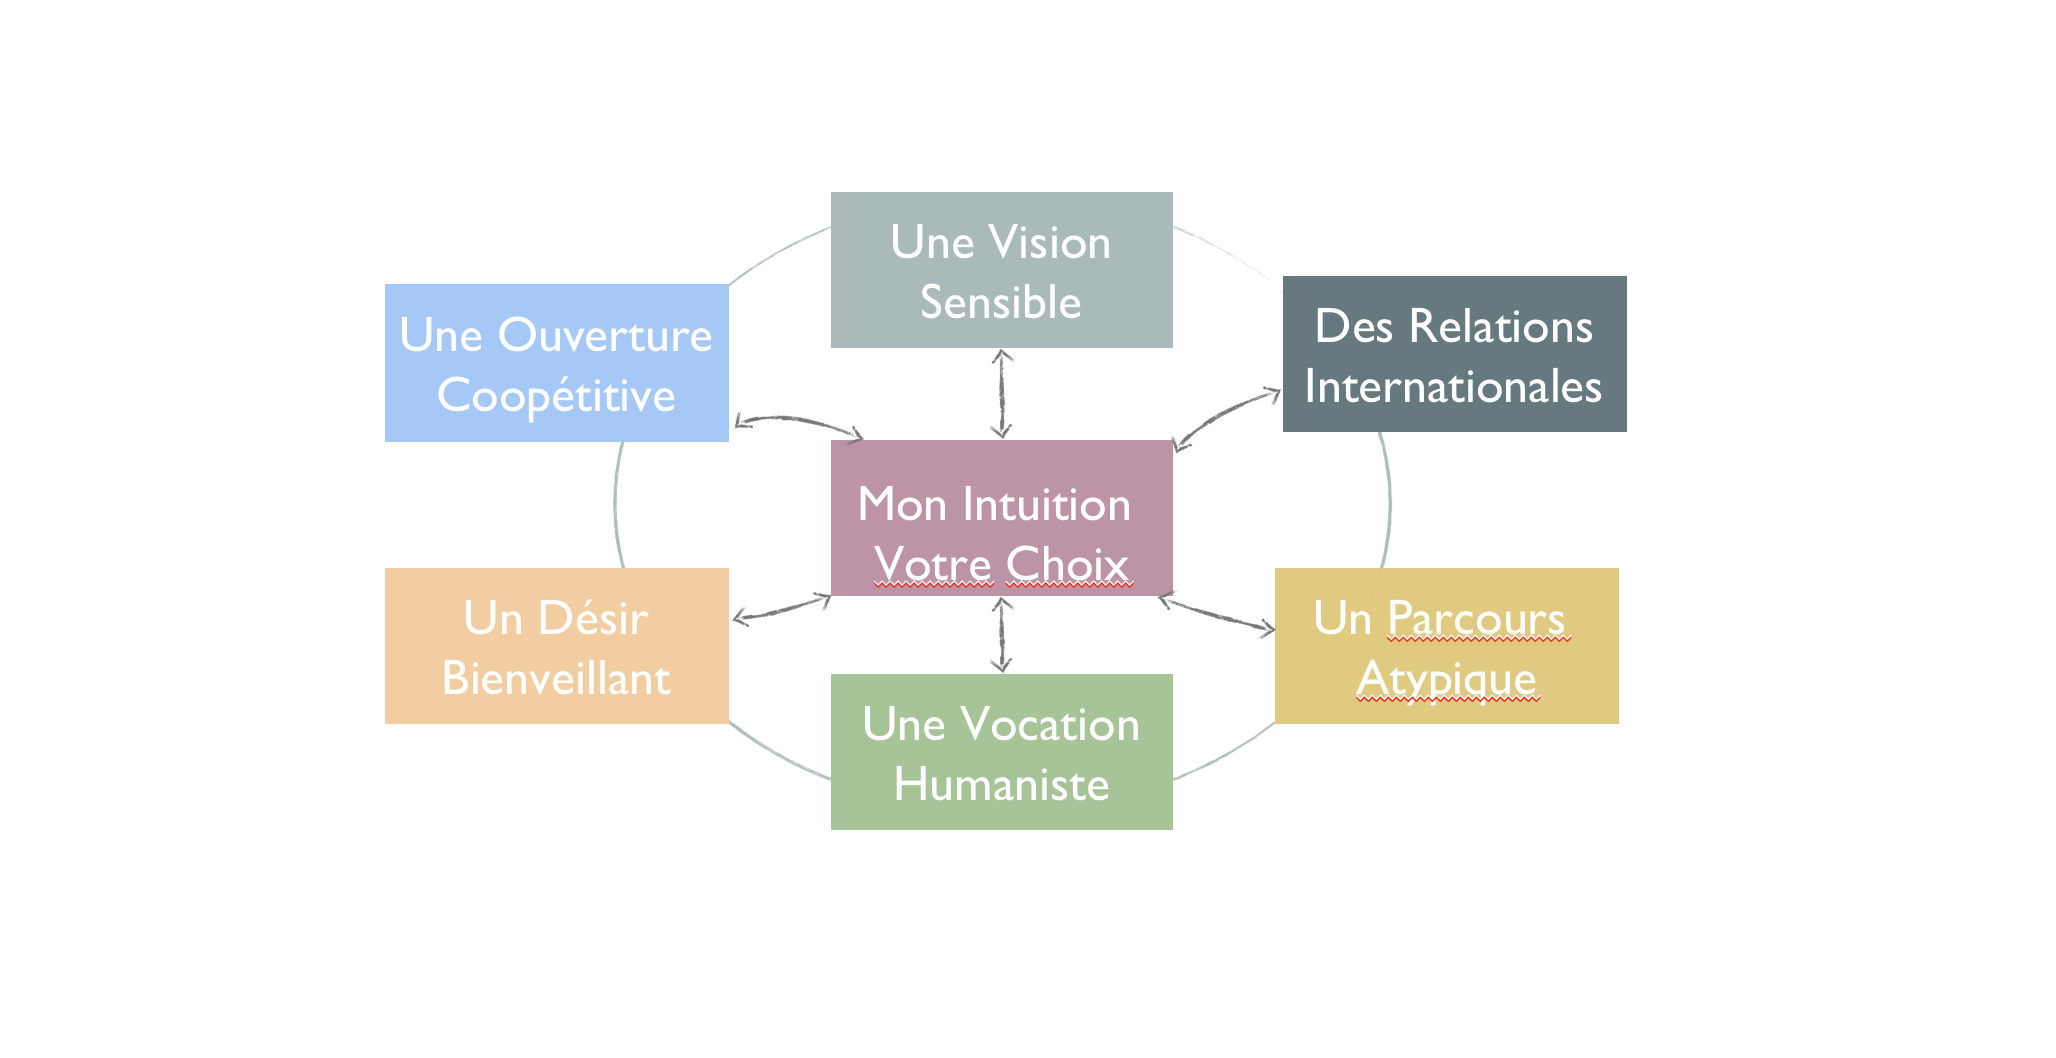 Une Vision
Sensible
Une Ouverture
Coopétitive
Des Relations
Internationales
Mon Intuition
Votre Choix
Un Désir
Bienveillant
Un Parcours
Atypique
Une Vocation
Humaniste